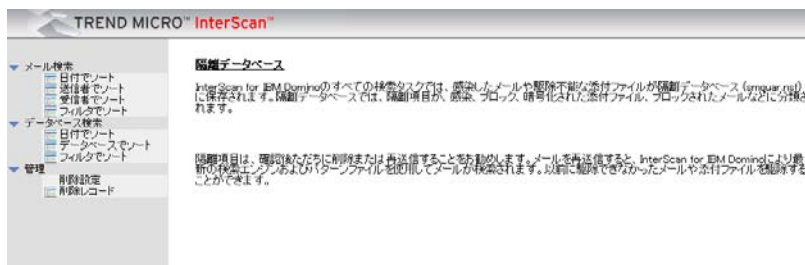 TREND MICRO™ InterScan™
メール検索
日付でソート
送信者でソート
受信者でソート
フィルタでソート
データベース検索
日付でソート
データベースでソート
フィルタでソート
管理
削除設定
削除レコード
隔離データベース
InterScan for IBM Dominoのすべての検索タスクでは、感染したメールや駆除不能な添付ファイルが隔離データベース (smquar.nsf)
に保存されます。隔離データベースでは、隔離項目が、感染、ブロック、暗号化された添付ファイル、ブロックされたメールなどに分類さ
れます。
隔離項目は、確認後ただちに削除または再送信することをお勧めします。メールを再送信すると、InterScan for IBM Dominoにより最
新の検索エンジンおよびパターンファイルを使用してメールが検索されます。以前に駆除できなかったメールや添付ファイルを駆除する
ことができます。